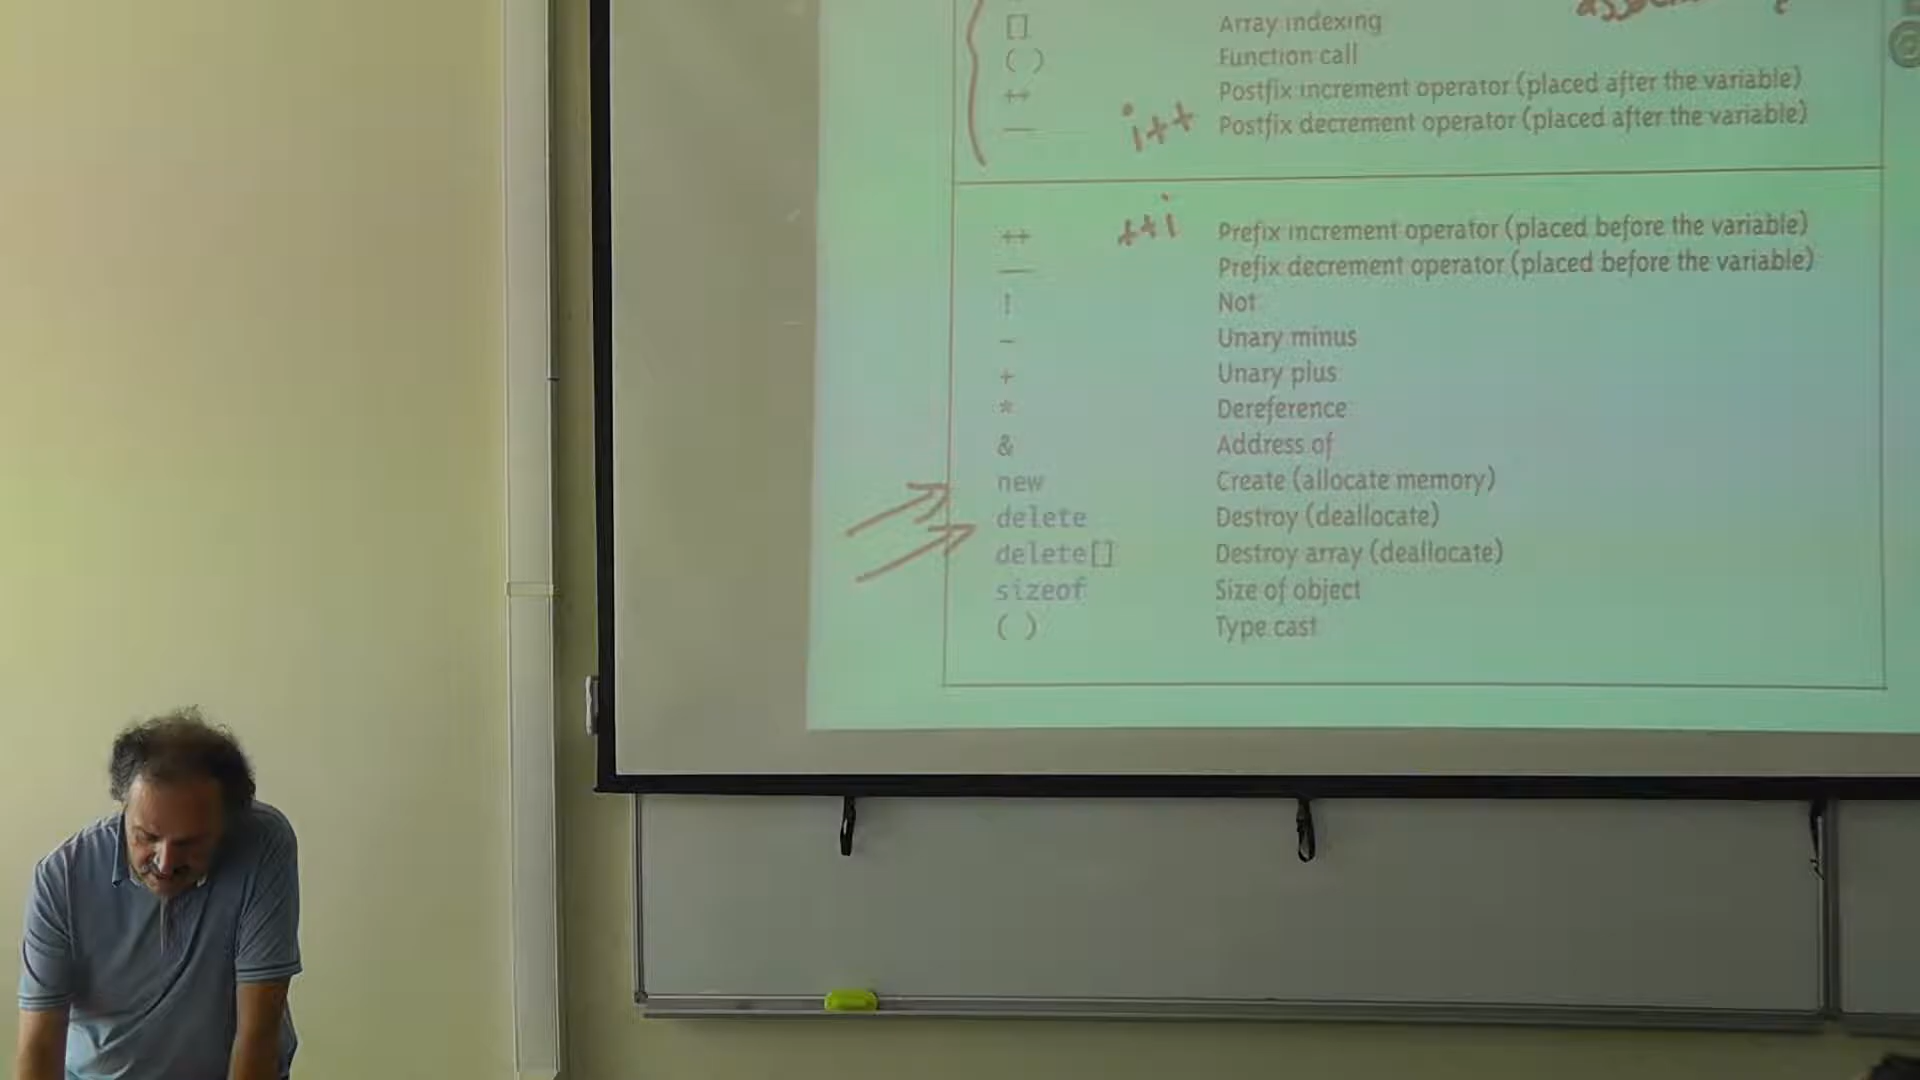 [] Array indexing
( ) Function call
++ Postfix increment operator (placed after the variable)
i++
-- Postfix decrement operator (placed after the variable)
++ ++i Prefix increment operator (placed before the variable)
-- Prefix decrement operator (placed before the variable)
! Not
- Unary minus
+ Unary plus
* Dereference
& Address of
new Create (allocate memory)
delete Destroy (deallocate)
delete[] Destroy array (deallocate)
sizeof Size of object
( ) Type cast